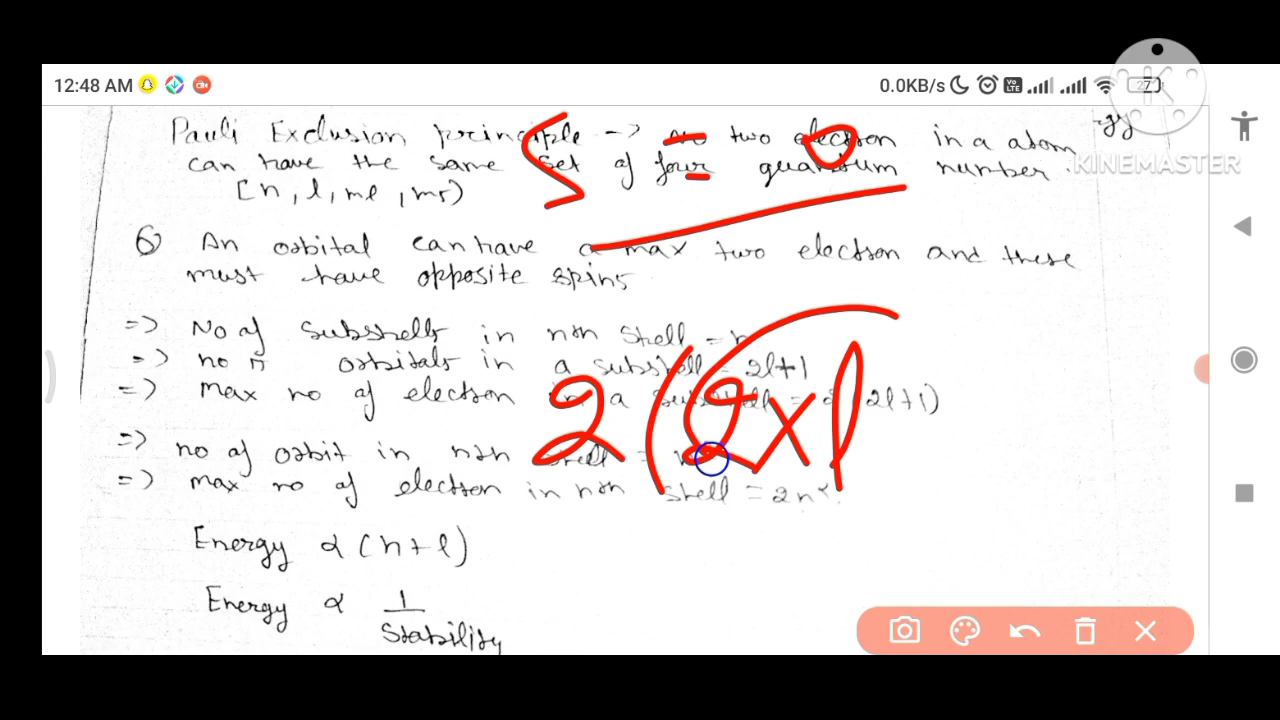 12:48 AM
0.0KB/s
27
KINEMASTER
Pauli Exclusion principle -> no two electron in a atom
can have the same set of four quantum number.
[n, l, ml, ms)
6) An orbital can have a max two electron and these
must have opposite spins
=> No of subshells in nth shell = n
=> no of orbitals in a subshell = 2l+1
=> max no of electron in a subshell = 2(2l+1)
=> no of orbit in nth shell =
=> max no of electron in nth shell = 2n²
Energy α (n+l)
Energy α 1
Stability
2(2xl